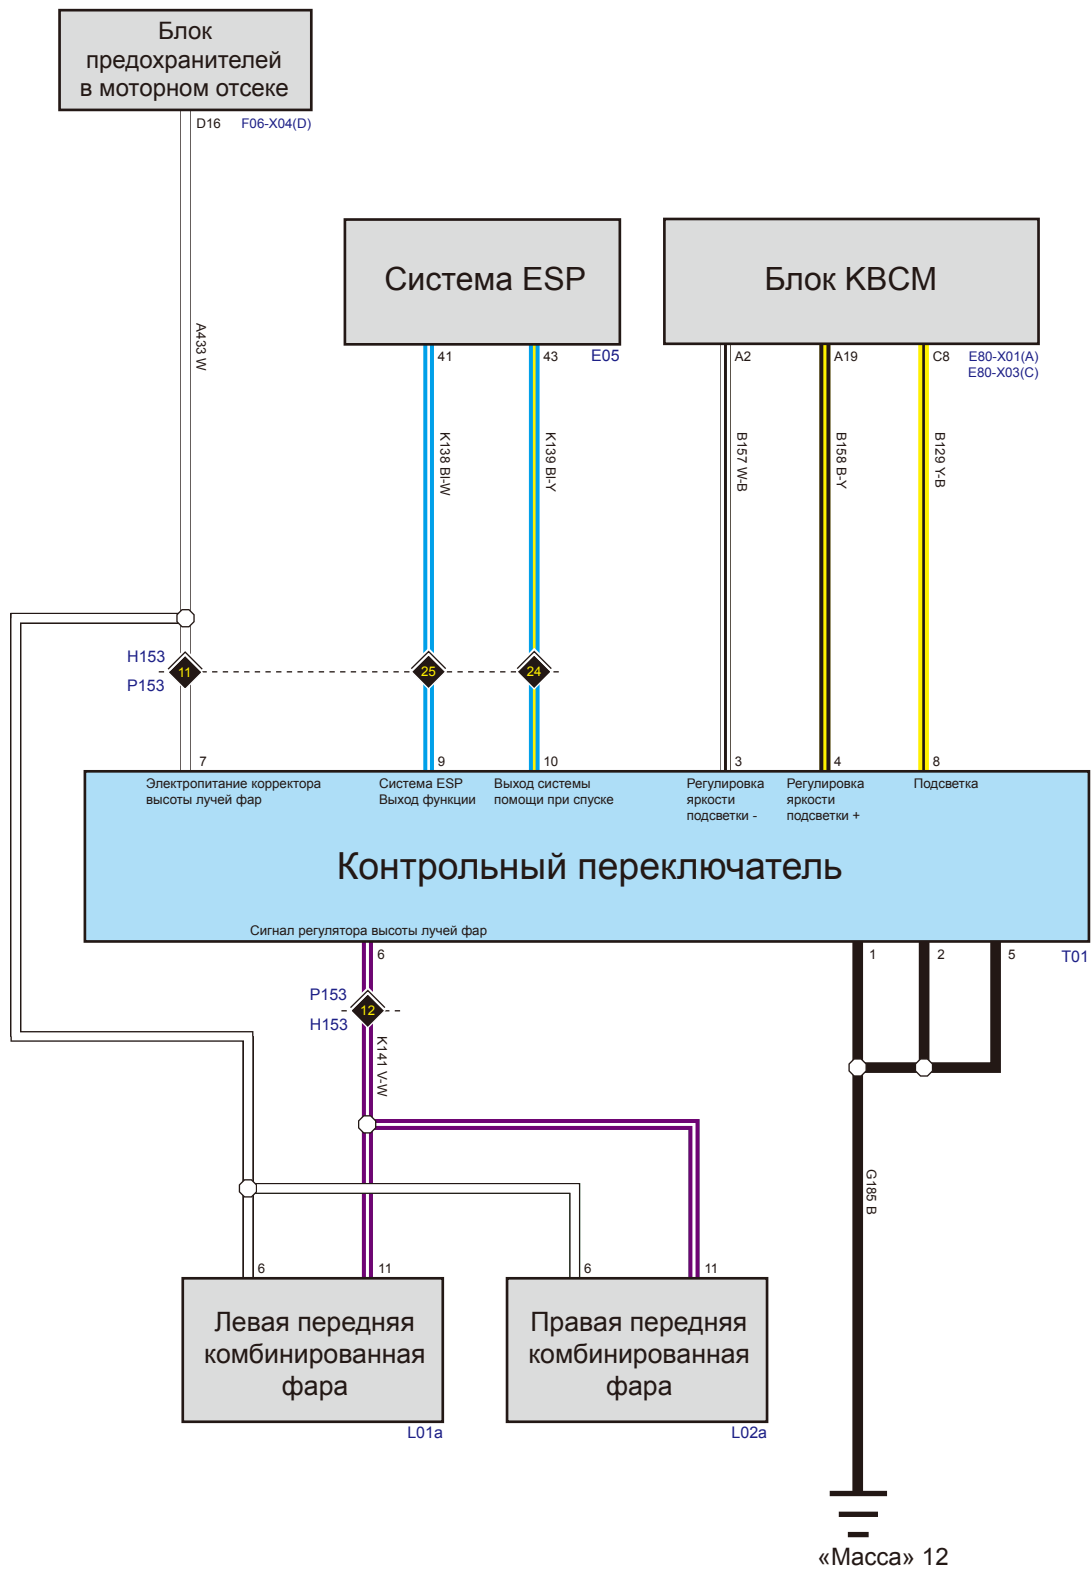 Блок
предохранителей
в моторном отсеке
D16 F06-X04(D)
A433 W
Система ESP
41 43 E05
K138 Bl-W
K139 Bl-Y
Блок KBCM
A2 A19 C8 E80-X01(A)
E80-X03(C)
B157 W-B
B158 B-Y
B129 Y-B
H153
P153
11 25 24
7 9 10 3 4 8
Электропитание корректора
высоты лучей фар
Система ESP
Выход функции
Выход системы
помощи при спуске
Регулировка
яркости
подсветки -
Регулировка
яркости
подсветки +
Подсветка
Контрольный переключатель
Сигнал регулятора высоты лучей фар
6 1 2 5 T01
P153
H153
12
K141 V-W
G185 B
6 11 6 11
Левая передняя
комбинированная
фара
L01a
Правая передняя
комбинированная
фара
L02a
«Масса» 12